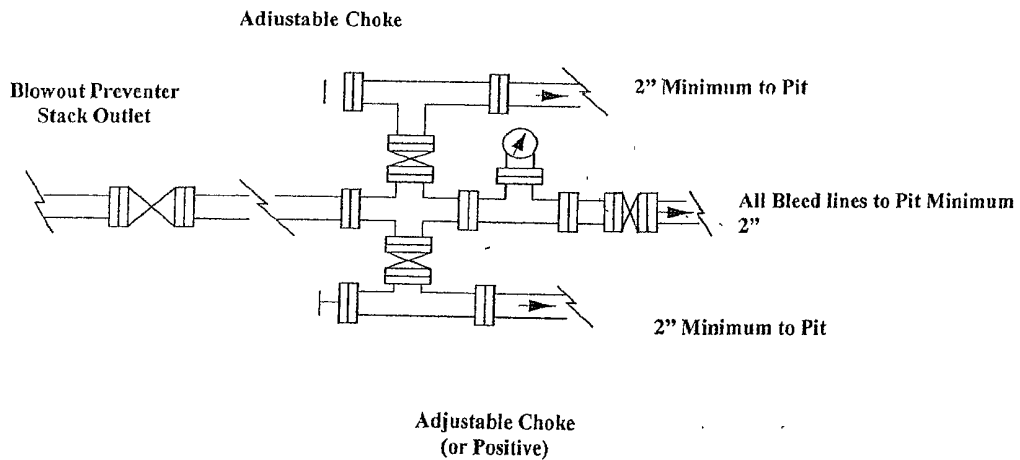 Adjustable Choke
Blowout Preventer
Stack Outlet
2" Minimum to Pit
All Bleed lines to Pit Minimum
2"
2" Minimum to Pit
Adjustable Choke
(or Positive)